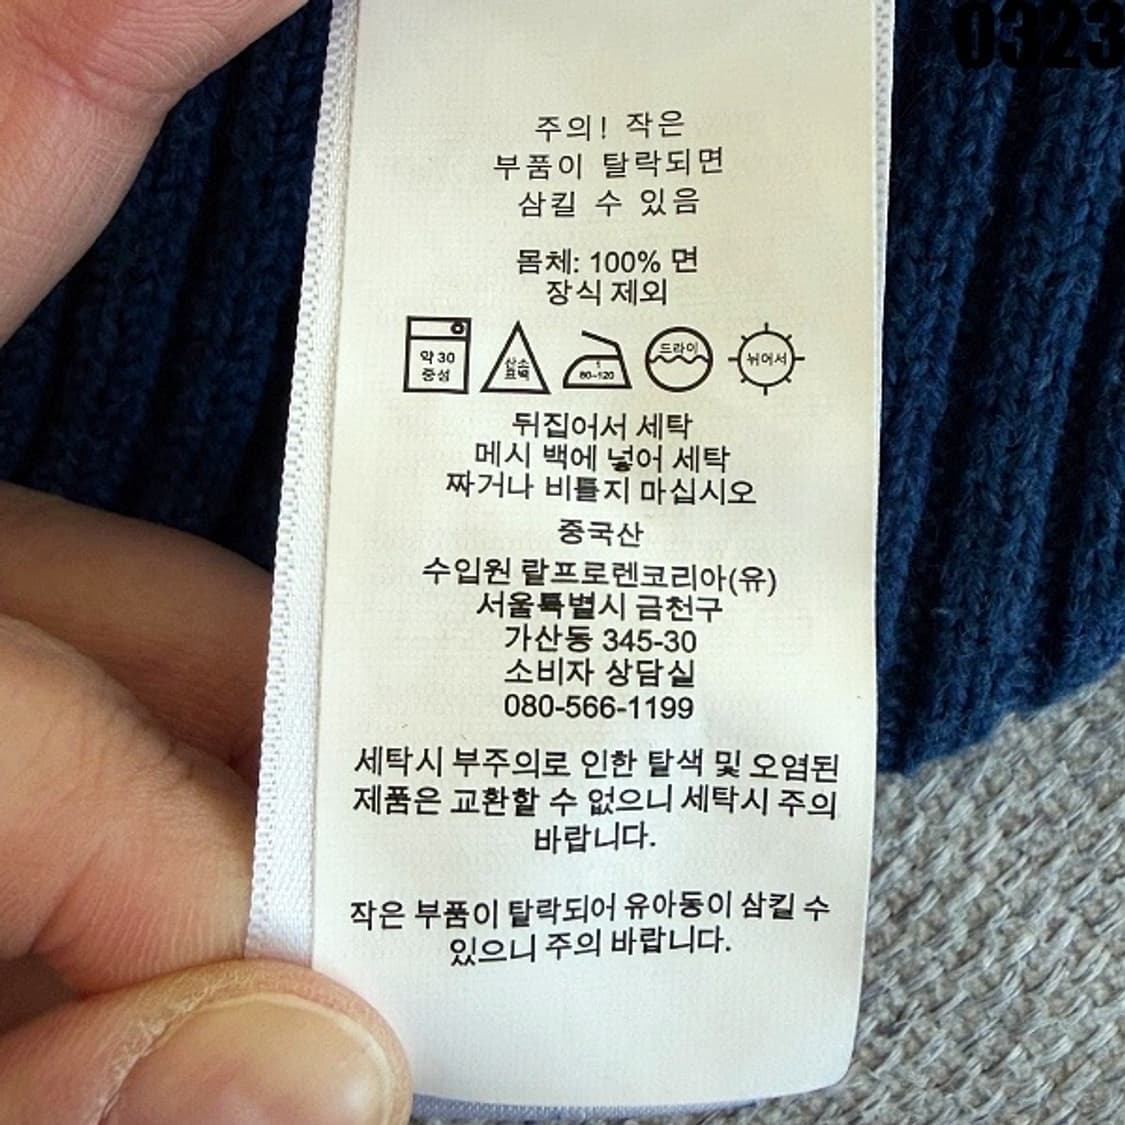 0323
주의! 작은
부품이 탈락되면
삼킬 수 있음
몸체: 100% 면
장식 제외
약 30
중성
산소
표백
1
80~120
드라이
뉘어서
뒤집어서 세탁
메시 백에 넣어 세탁
짜거나 비틀지 마십시오
중국산
수입원 랄프로렌코리아(유)
서울특별시 금천구
가산동 345-30
소비자 상담실
080-566-1199
세탁시 부주의로 인한 탈색 및 오염된
제품은 교환할 수 없으니 세탁시 주의
바랍니다.
작은 부품이 탈락되어 유아동이 삼킬 수
있으니 주의 바랍니다.